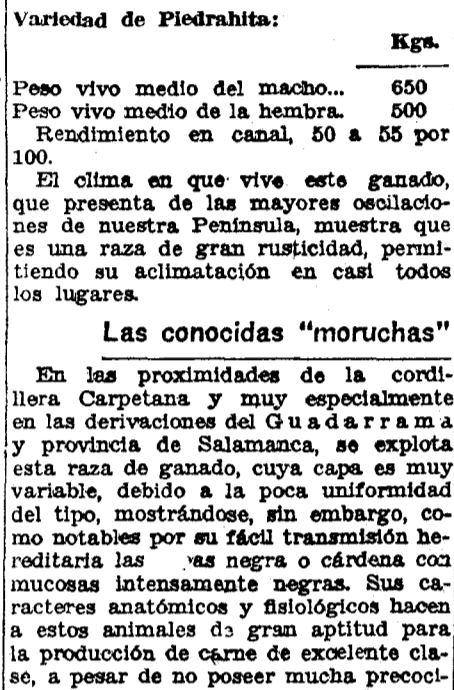 Variedad de Piedrahita:
Kgs.
Peso vivo medio del macho... 650
Peso vivo medio de la hembra. 500
Rendimiento en canal, 50 a 55 por
100.
El clima en que vive este ganado,
que presenta de las mayores oscilacio-
nes de nuestra Península, muestra que
es una raza de gran rusticidad, permi-
tiendo su aclimatación en casi todos
los lugares.
Las conocidas "moruchas"
En las proximidades de la cordi-
llera Carpetana y muy especialmente
en las derivaciones del Guadarrama
y provincia de Salamanca, se explota
esta raza de ganado, cuya capa es muy
variable, debido a la poca uniformidad
del tipo, mostrándose, sin embargo, co-
mo notables por su fácil transmisión he-
reditaria las negra o cárdena con
mucosas intensamente negras. Sus ca-
racteres anatómicos y fisiológicos hacen
a estos animales de gran aptitud para
la producción de carne de excelente cla-
se, a pesar de no poseer mucha precoci-